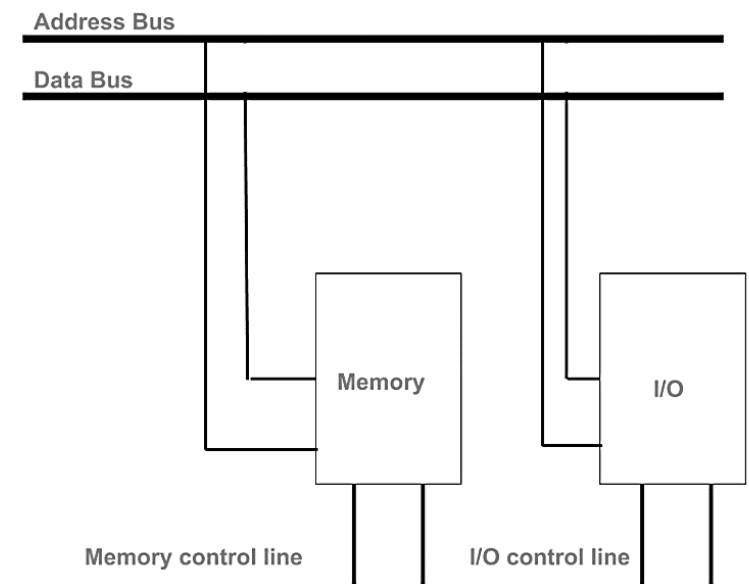 Address Bus
Data Bus
Memory
I/O
Memory control line
I/O control line